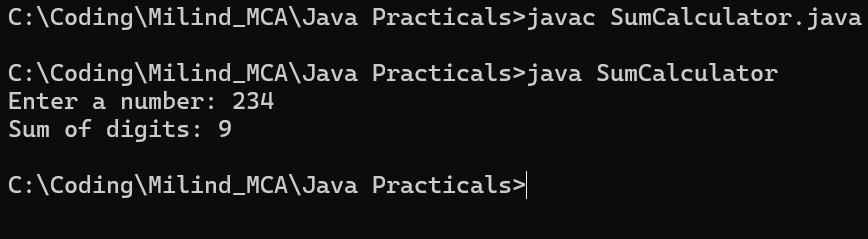 C:\Coding\Milind_MCA\Java Practicals>javac SumCalculator.java
C:\Coding\Milind_MCA\Java Practicals>java SumCalculator
Enter a number: 234
Sum of digits: 9
C:\Coding\Milind_MCA\Java Practicals>